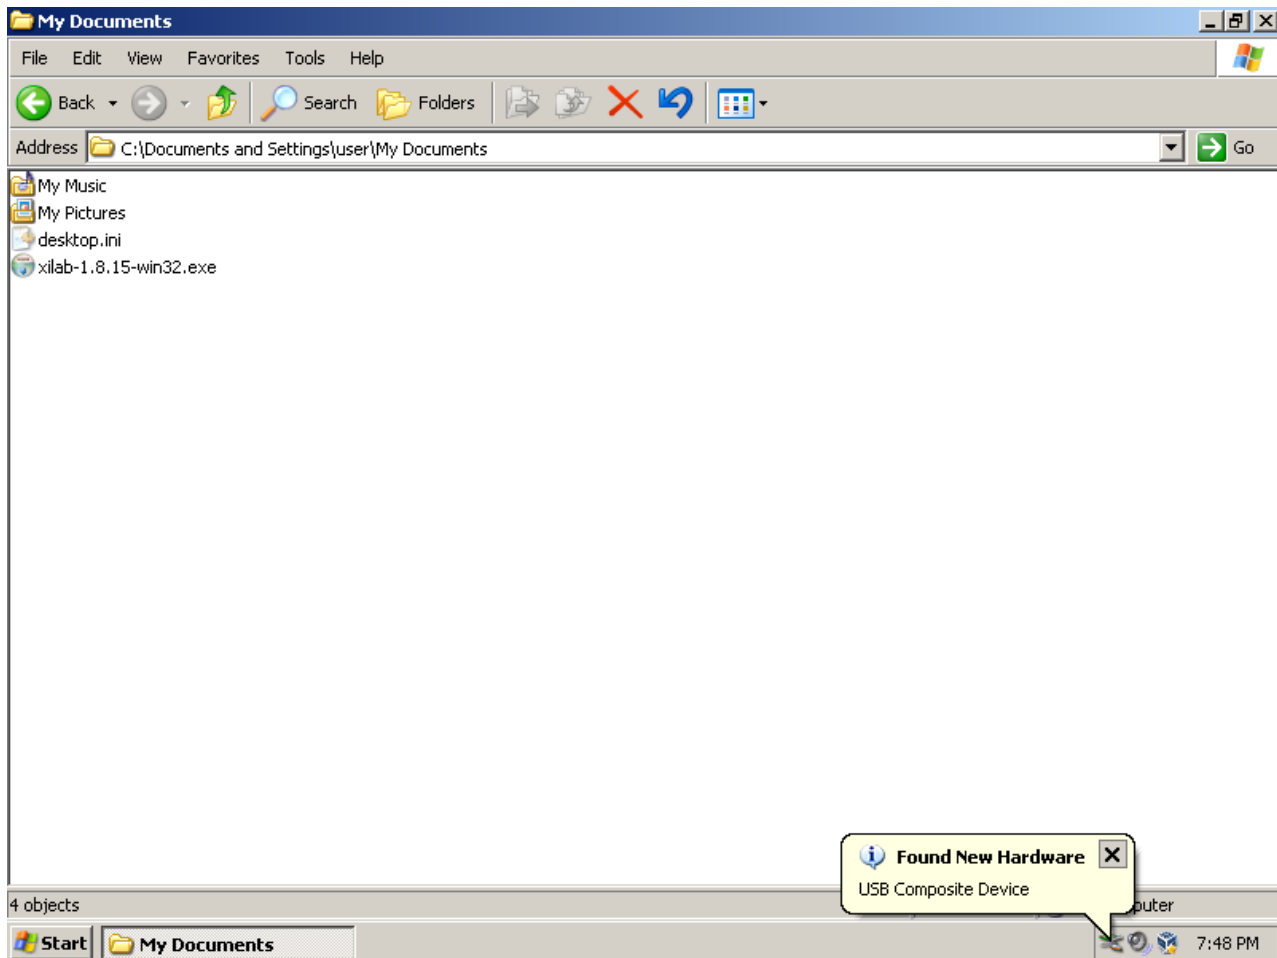 My Documents
File Edit View Favorites Tools Help
Back Search Folders
Address C:\Documents and Settings\user\My Documents Go
My Music
My Pictures
desktop.ini
xilab-1.8.15-win32.exe
Found New Hardware
USB Composite Device
4 objects
Start My Documents 7:48 PM